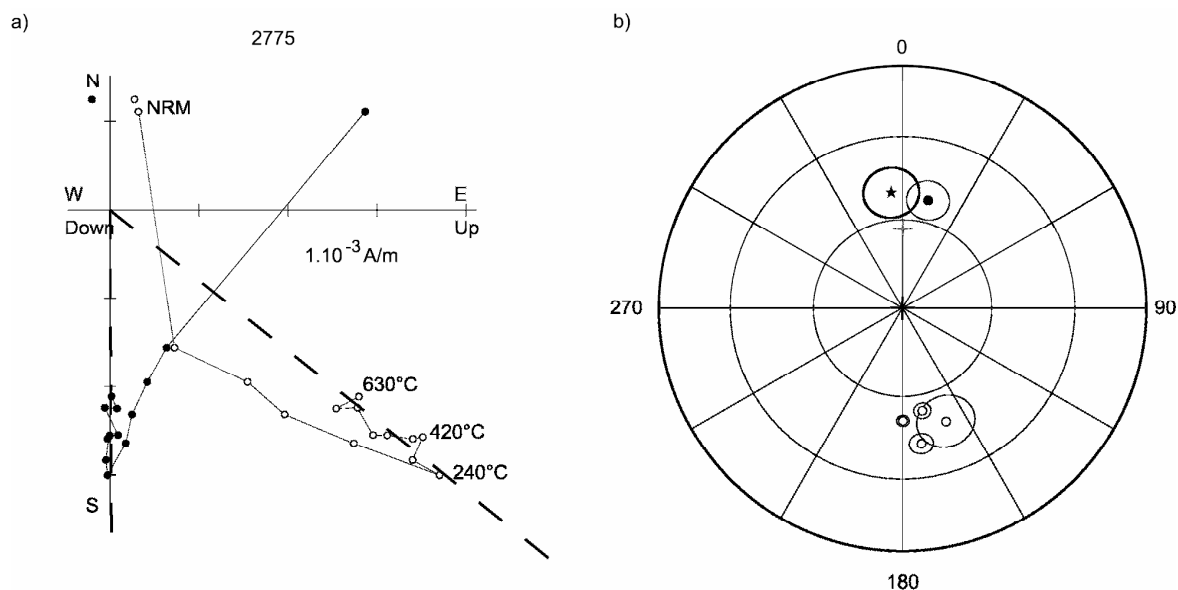 a)
2775
N
NRM
W
E
Down
Up
1.10⁻³ A/m
630°C
420°C
240°C
S
b)
0
270
90
180